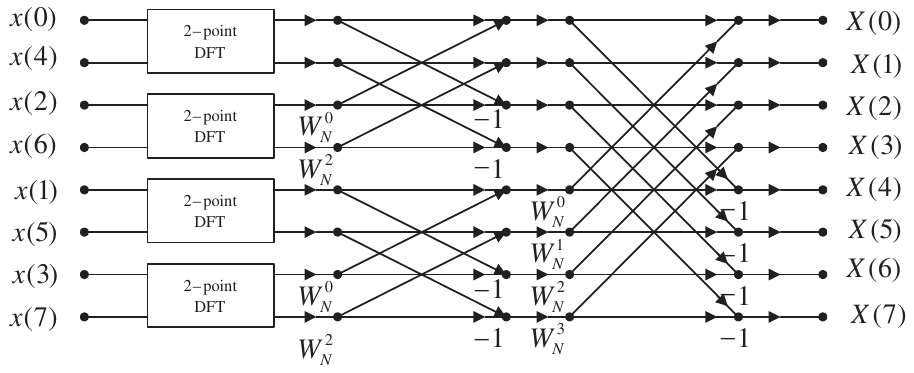 x(0) X(0)
2-point
DFT
x(4) X(1)
x(2) X(2)
2-point
DFT
W_N^0 -1
x(6) X(3)
W_N^2 -1
x(1) X(4)
2-point
DFT
W_N^0 -1
x(5) X(5)
W_N^1 -1
x(3) X(6)
2-point
DFT
W_N^0 -1 W_N^2 -1
x(7) X(7)
W_N^2 -1 W_N^3 -1